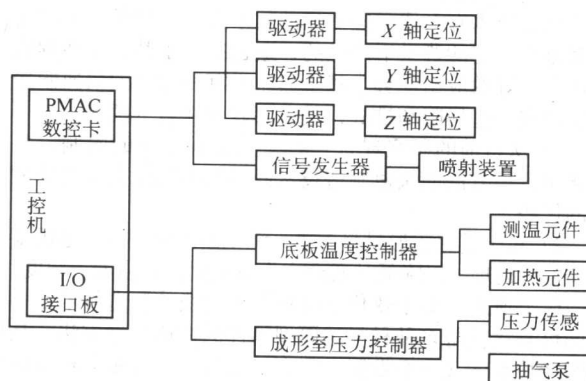 驱动器
X 轴定位
驱动器
Y 轴定位
驱动器
Z 轴定位
PMAC
数控卡
信号发生器
喷射装置
工控机
I/O
接口板
底板温度控制器
测温元件
加热元件
成形室压力控制器
压力传感
抽气泵